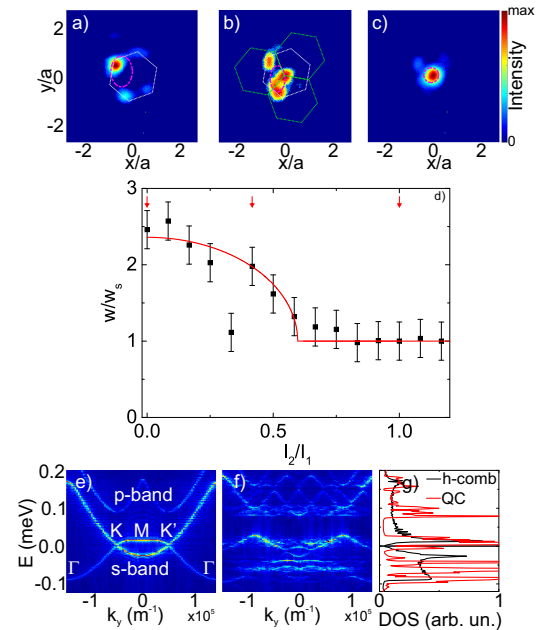 a)
b)
c)
max
2
0
-2
y/a
Intensity
0
-2 0 2
-2 0 2
-2 0 2
x/a
x/a
x/a
d)
3
2
1
0
w/w_s
0.0 0.5 1.0
I_2/I_1
e)
f)
g)
h-comb
QC
p-band
K M K'
s-band
Γ Γ
0.2
0.1
0.0
-0.1
E (meV)
-1 0 1
×10^5
k_y (m^-1)
-1 0 1
×10^5
k_y (m^-1)
0 1
DOS (arb. un.)